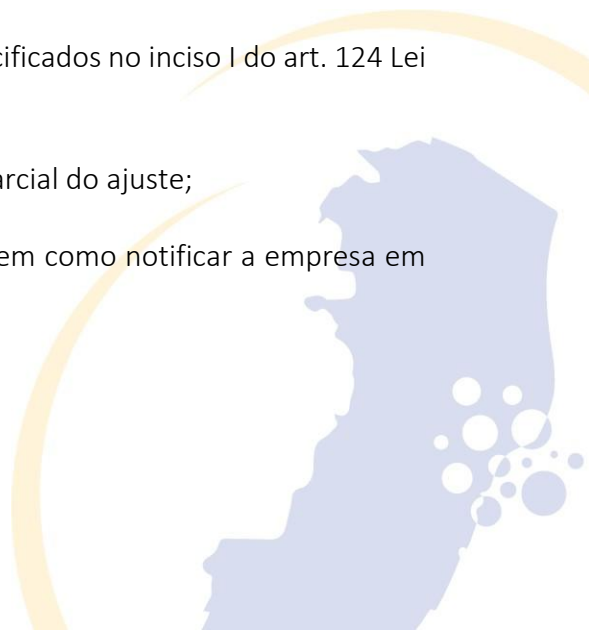 cificados no inciso I do art. 124 Lei
arcial do ajuste;
em como notificar a empresa em